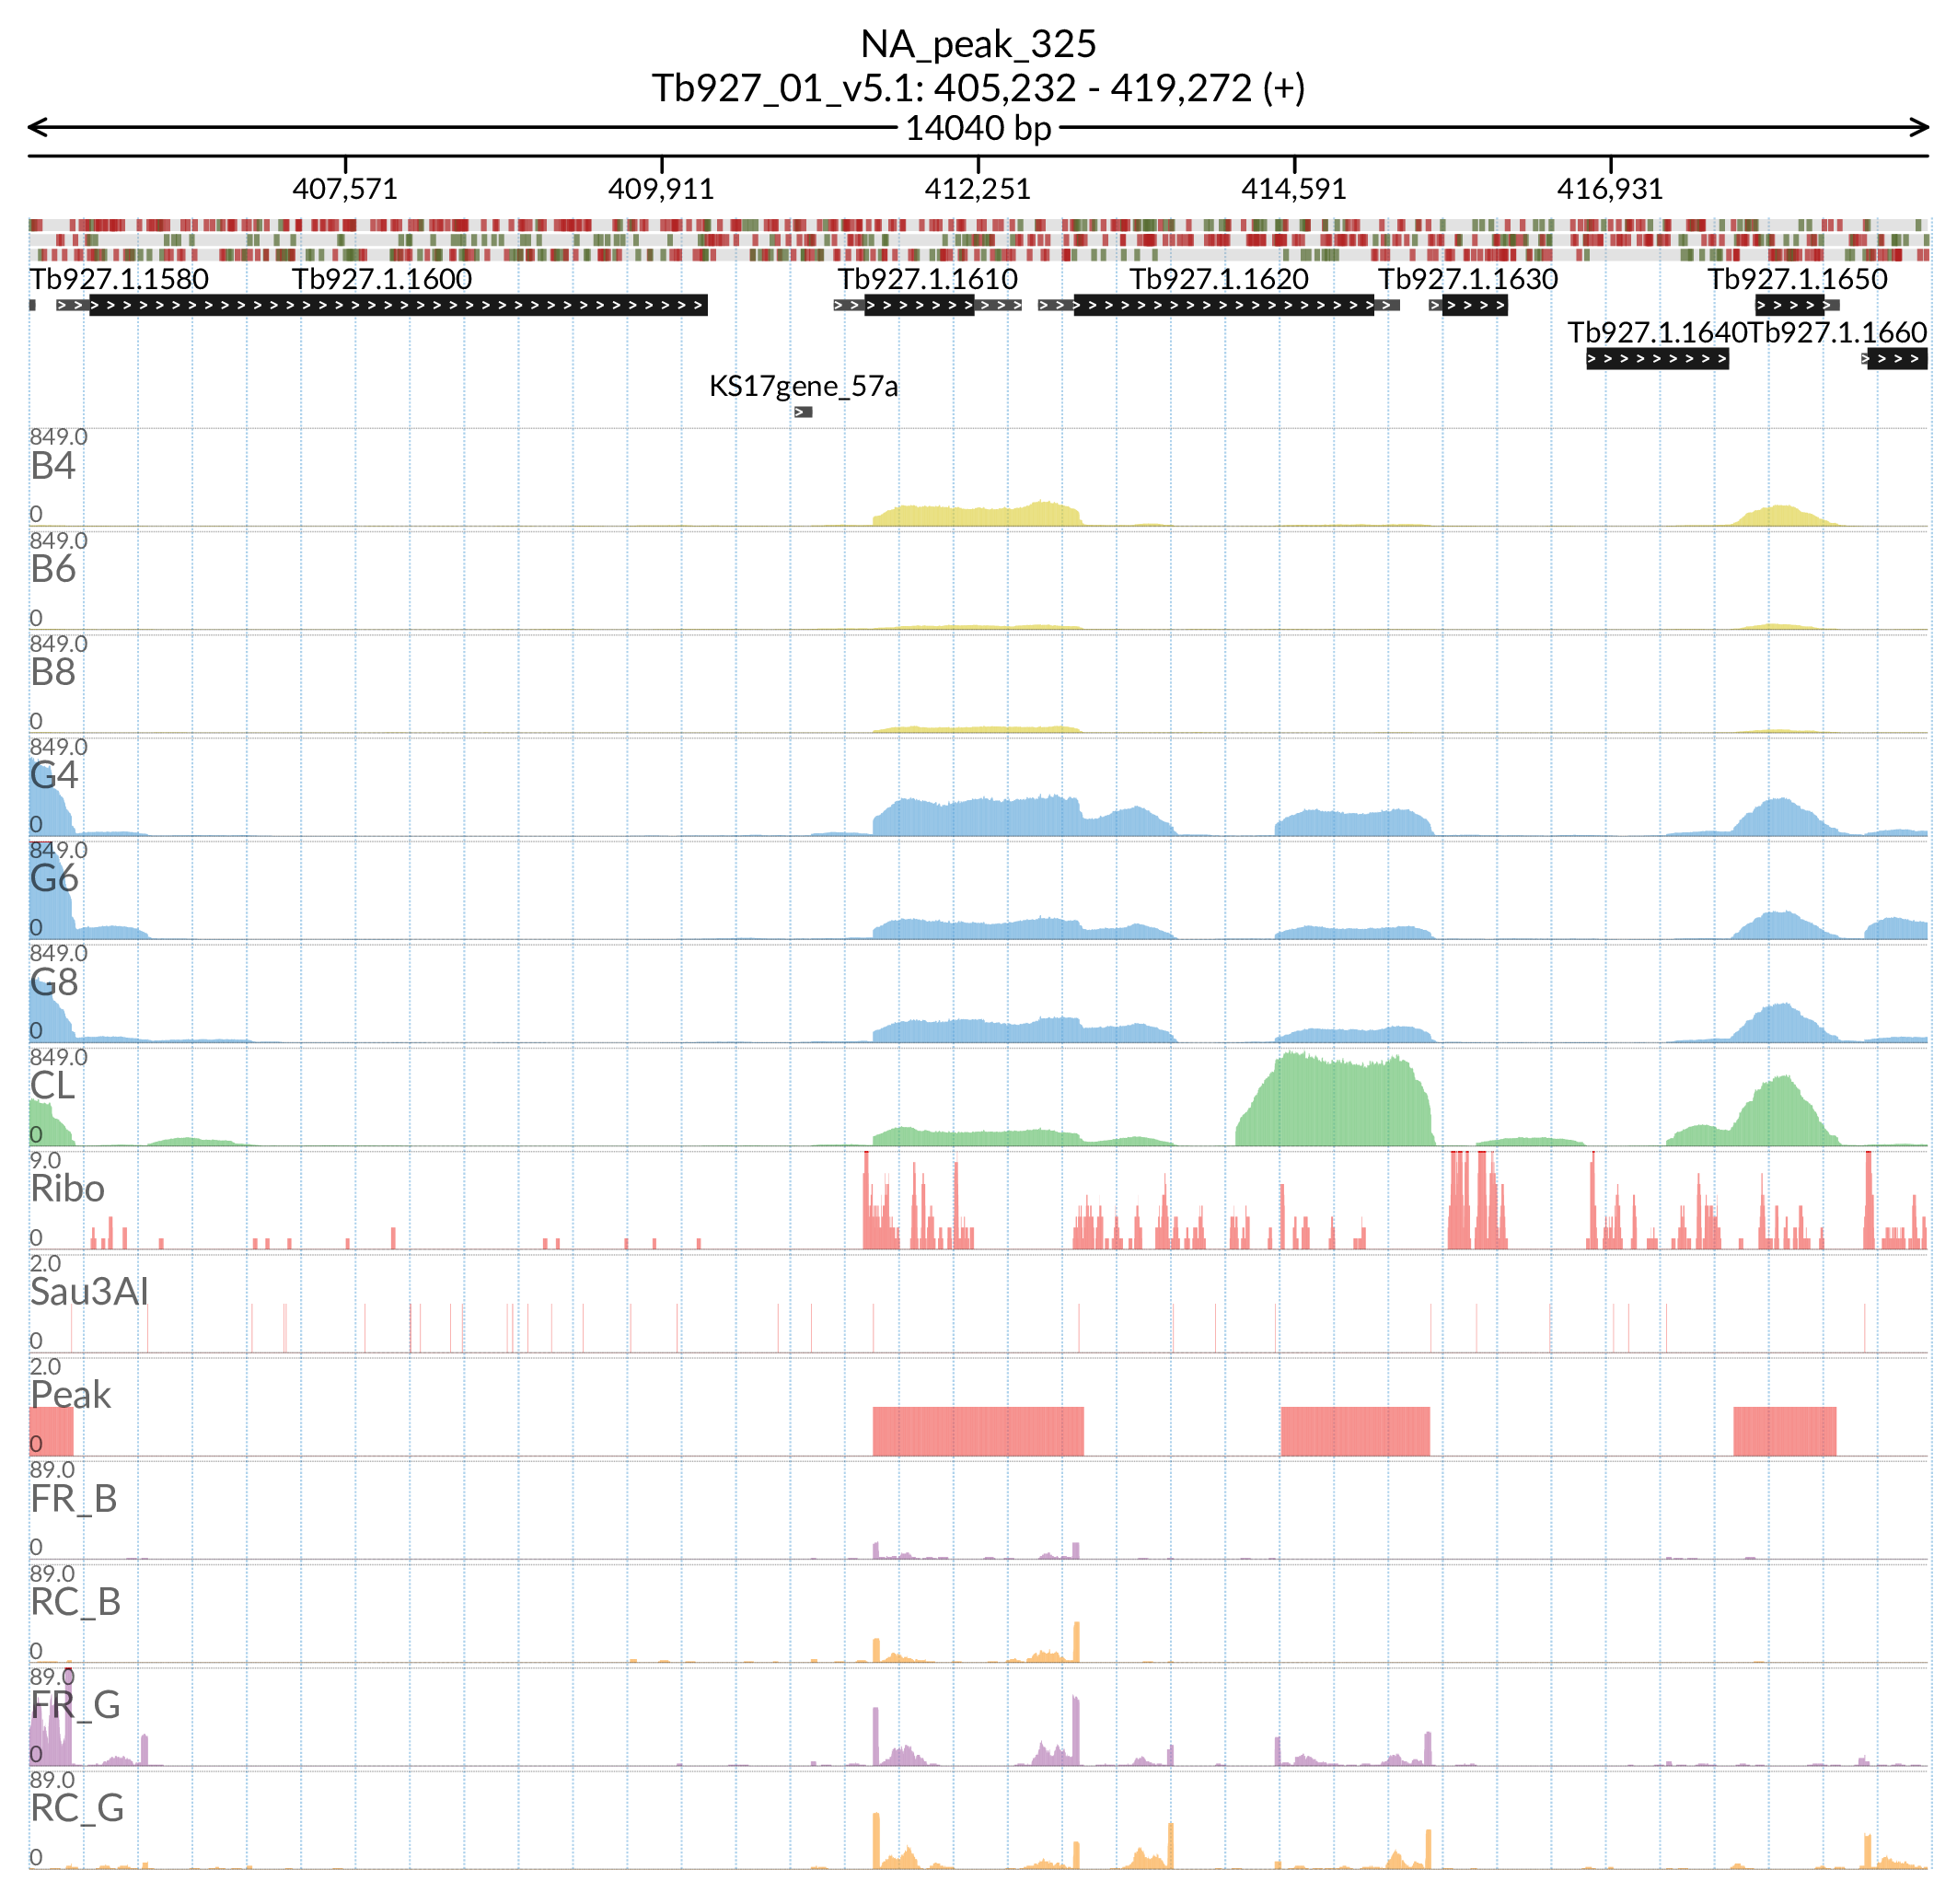 NA_peak_325
Tb927_01_v5.1: 405,232 - 419,272 (+)
14040 bp
407,571 409,911 412,251 414,591 416,931
Tb927.1.1580 Tb927.1.1600 Tb927.1.1610 Tb927.1.1620 Tb927.1.1630 Tb927.1.1650
Tb927.1.1640 Tb927.1.1660
KS17gene_57a
849.0
B4
0
849.0
B6
0
849.0
B8
0
849.0
G4
0
849.0
G6
0
849.0
G8
0
849.0
CL
0
9.0
Ribo
0
2.0
Sau3AI
0
2.0
Peak
0
89.0
FR_B
0
89.0
RC_B
0
89.0
FR_G
0
89.0
RC_G
0